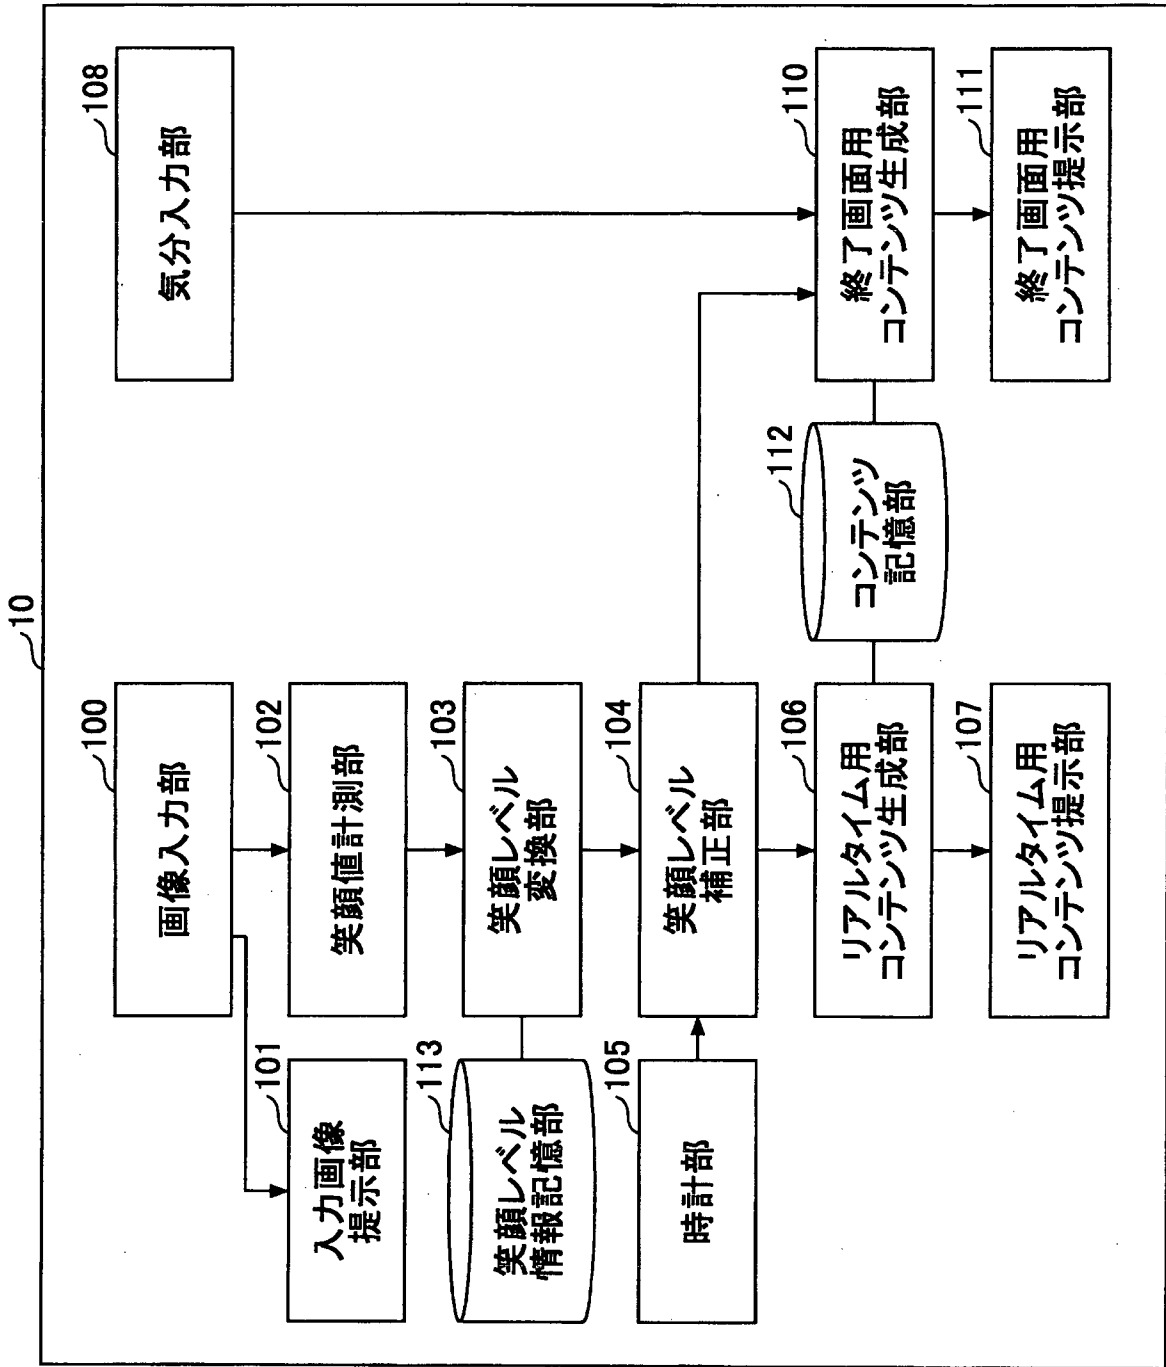 10
100
画像入力部
108
気分入力部
101
入力画像
提示部
102
笑顔値計測部
113
笑顔レベル
情報記憶部
103
笑顔レベル
変換部
105
時計部
104
笑顔レベル
補正部
106
リアルタイム用
コンテンツ生成部
112
コンテンツ
記憶部
110
終了画面用
コンテンツ生成部
107
リアルタイム用
コンテンツ提示部
111
終了画面用
コンテンツ提示部